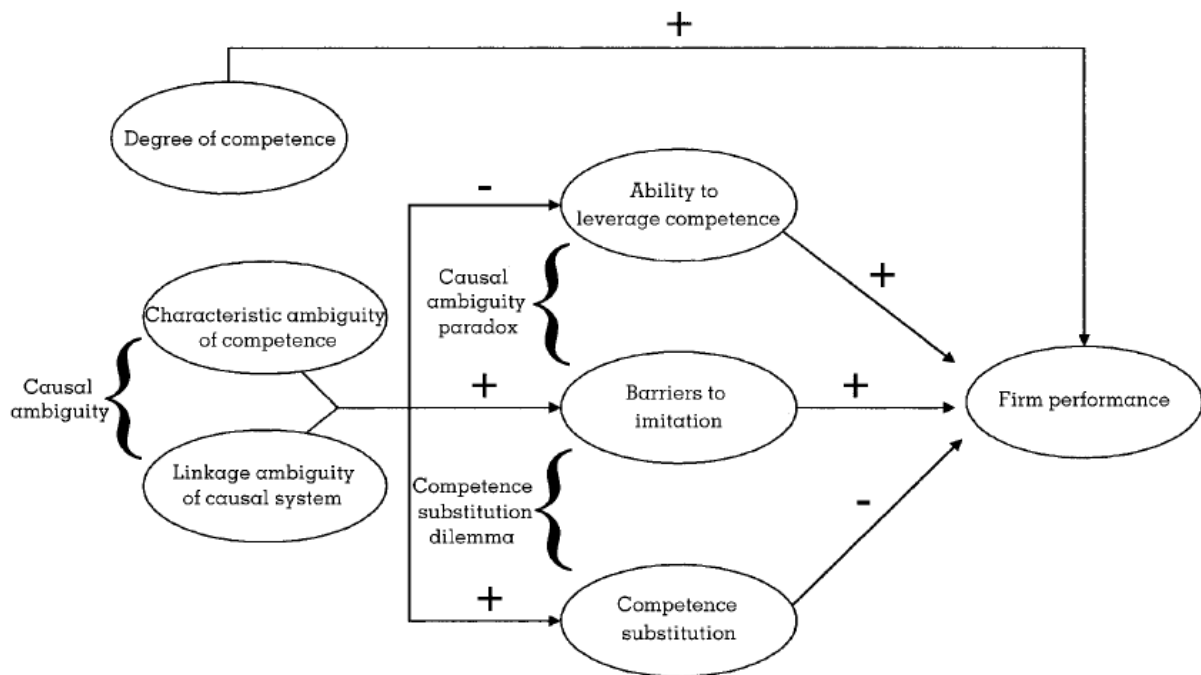 +
Degree of competence
-
Ability to
leverage competence
Causal
ambiguity
paradox
+
Characteristic ambiguity
of competence
Causal
ambiguity
+
Barriers to
imitation
+
Firm performance
Linkage ambiguity
of causal system
Competence
substitution
dilemma
-
+
Competence
substitution